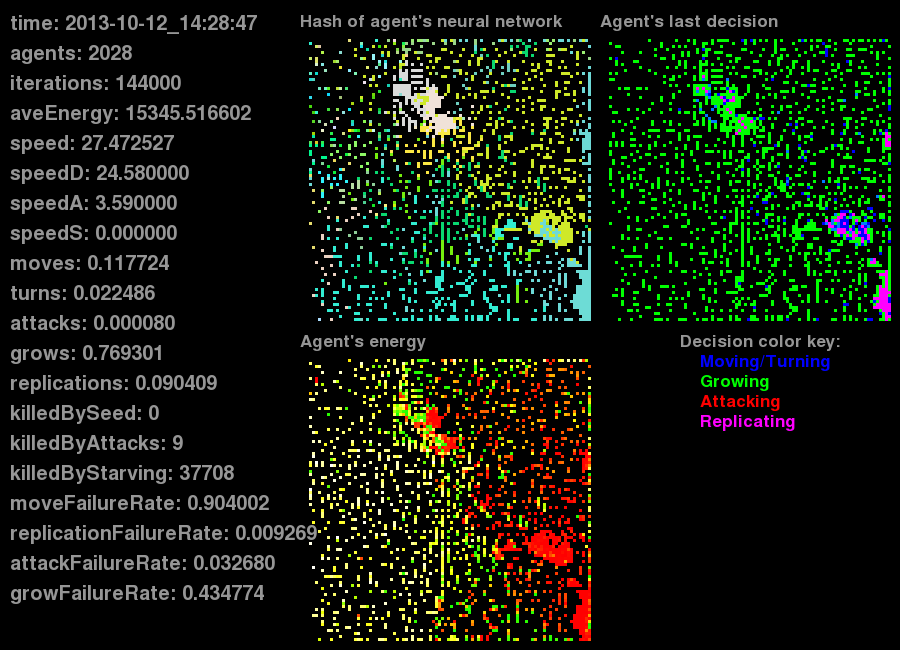 time: 2013-10-12_14:28:47
agents: 2028
iterations: 144000
aveEnergy: 15345.516602
speed: 27.472527
speedD: 24.580000
speedA: 3.590000
speedS: 0.000000
moves: 0.117724
turns: 0.022486
attacks: 0.000080
grows: 0.769301
replications: 0.090409
killedBySeed: 0
killedByAttacks: 9
killedByStarving: 37708
moveFailureRate: 0.904002
replicationFailureRate: 0.009269
attackFailureRate: 0.032680
growFailureRate: 0.434774
Hash of agent's neural network
Agent's last decision
Agent's energy
Decision color key:
Moving/Turning
Growing
Attacking
Replicating